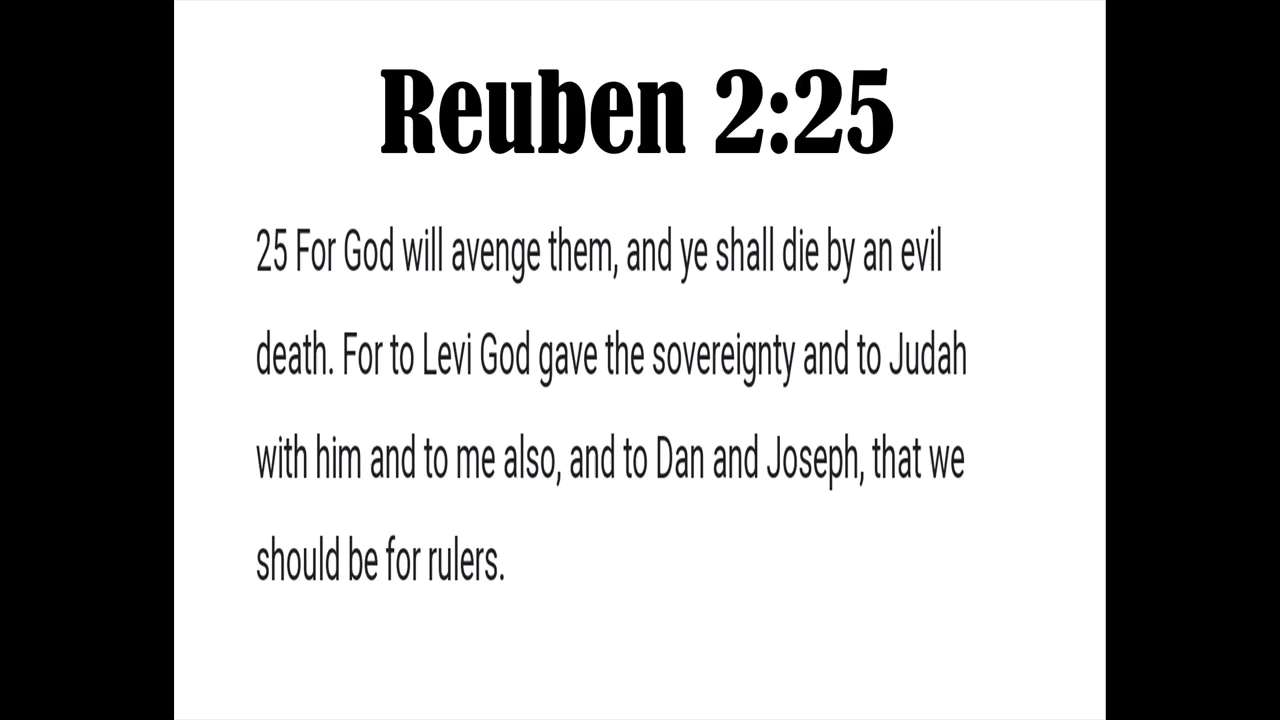 Reuben 2:25
25 For God will avenge them, and ye shall die by an evil
death. For to Levi God gave the sovereignty and to Judah
with him and to me also, and to Dan and Joseph, that we
should be for rulers.